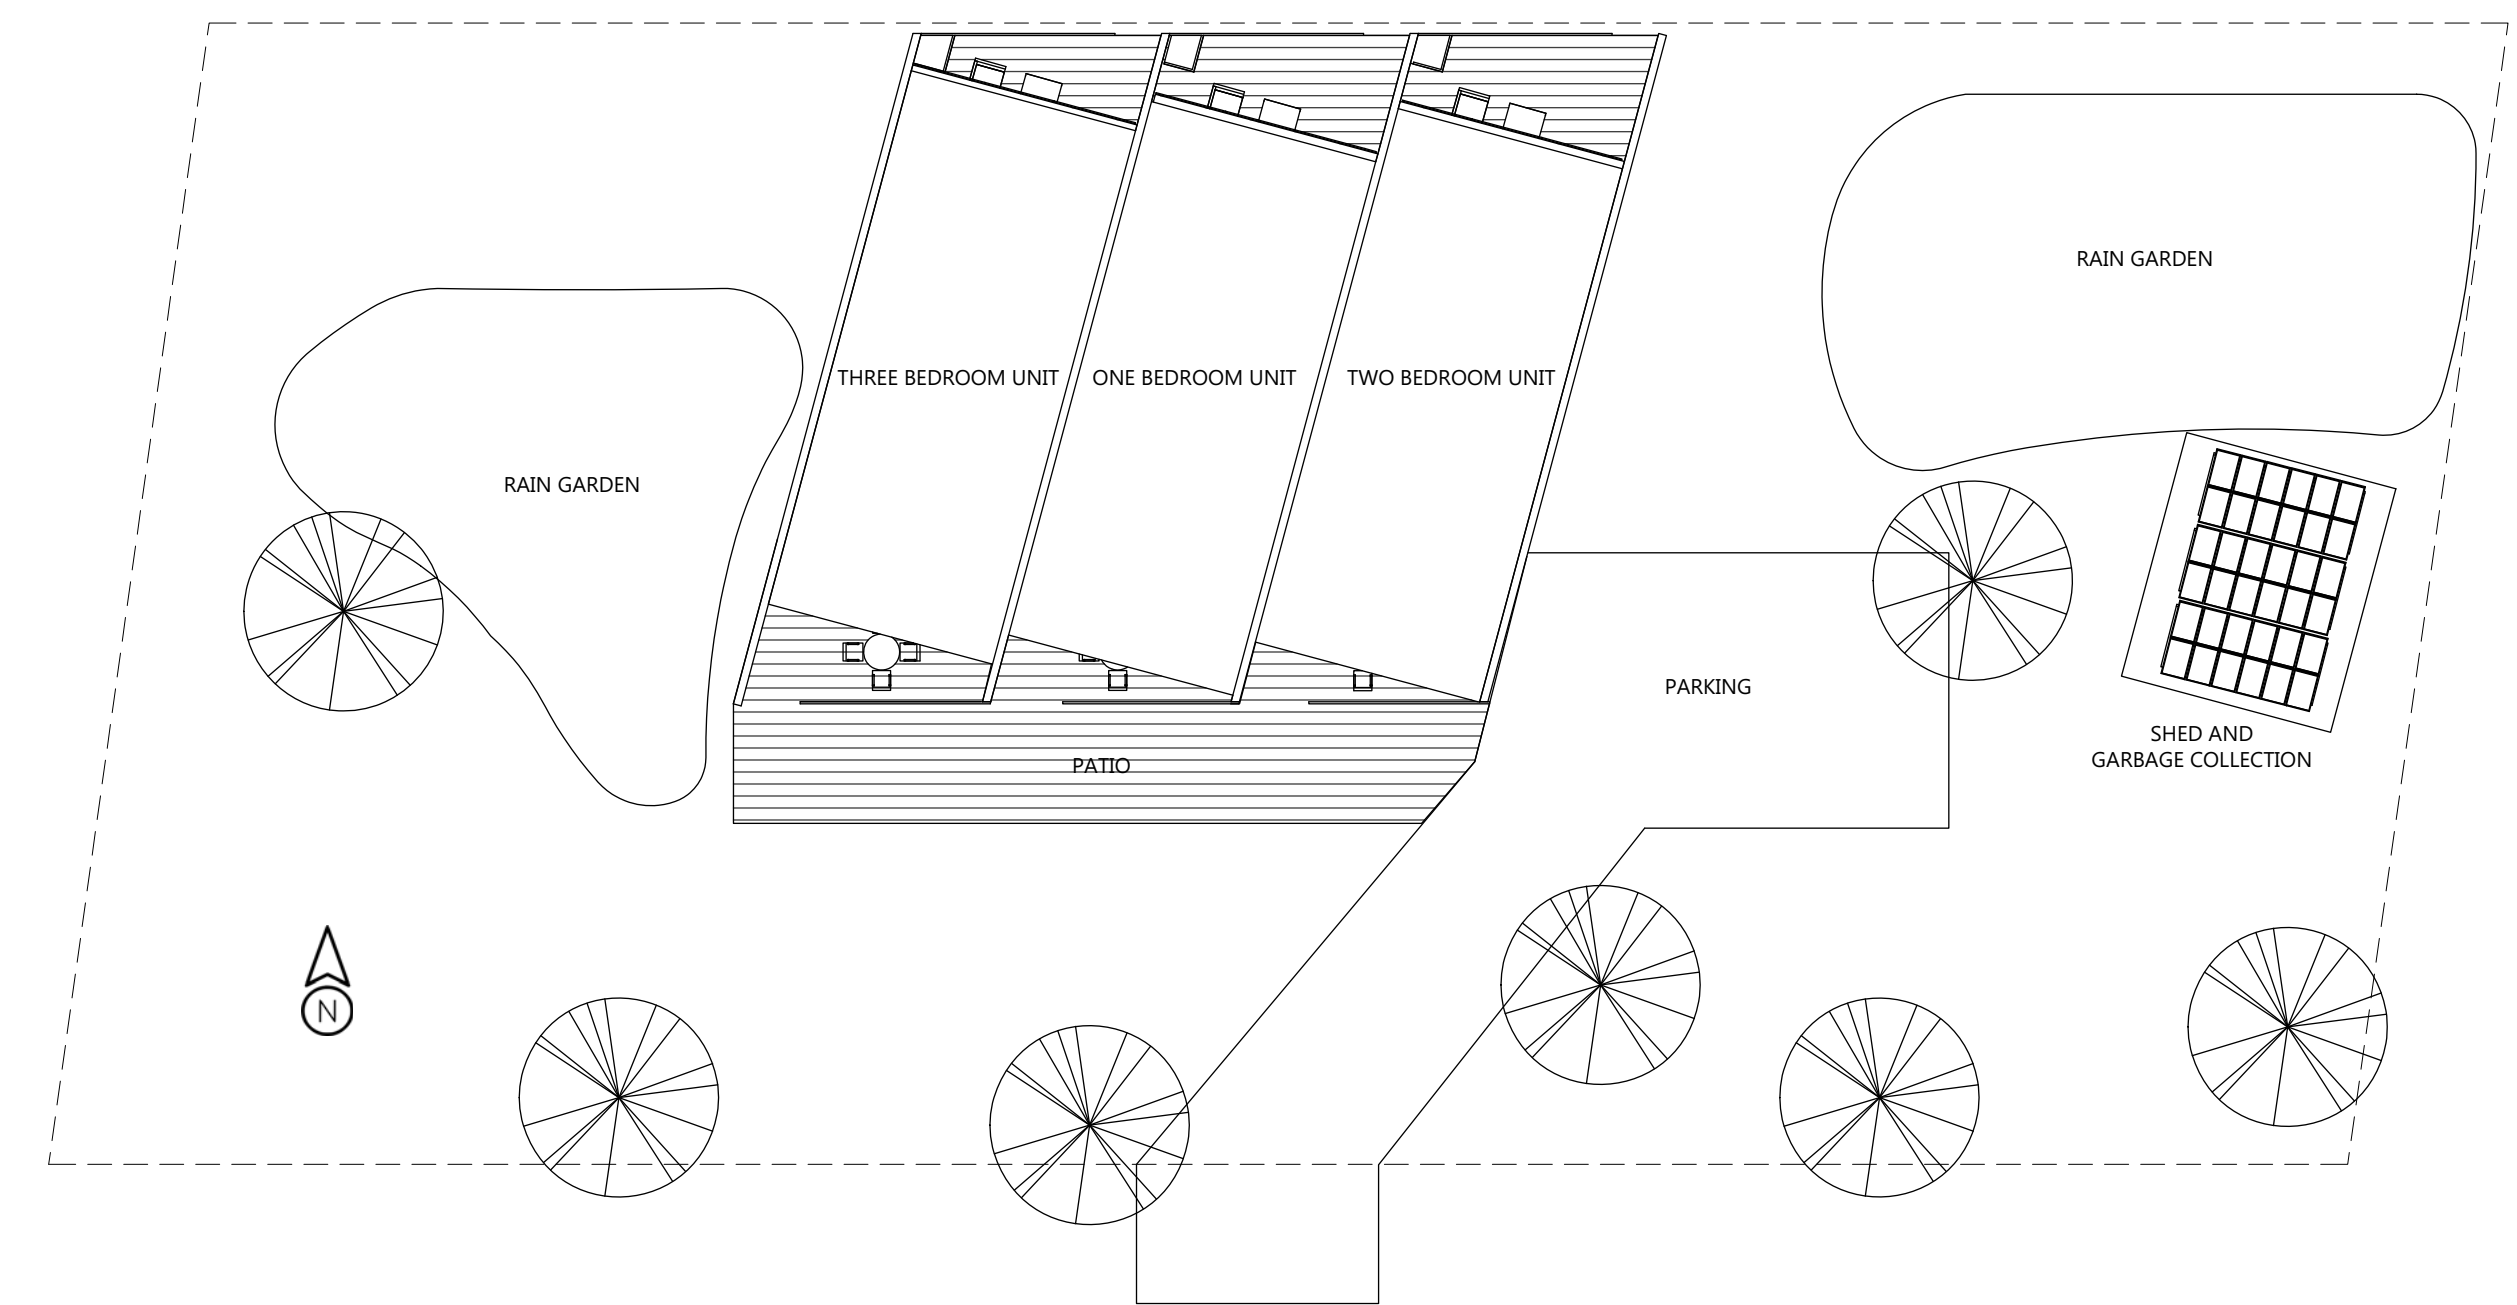 RAIN GARDEN
THREE BEDROOM UNIT
ONE BEDROOM UNIT
TWO BEDROOM UNIT
RAIN GARDEN
PARKING
SHED AND
GARBAGE COLLECTION
PATIO
N